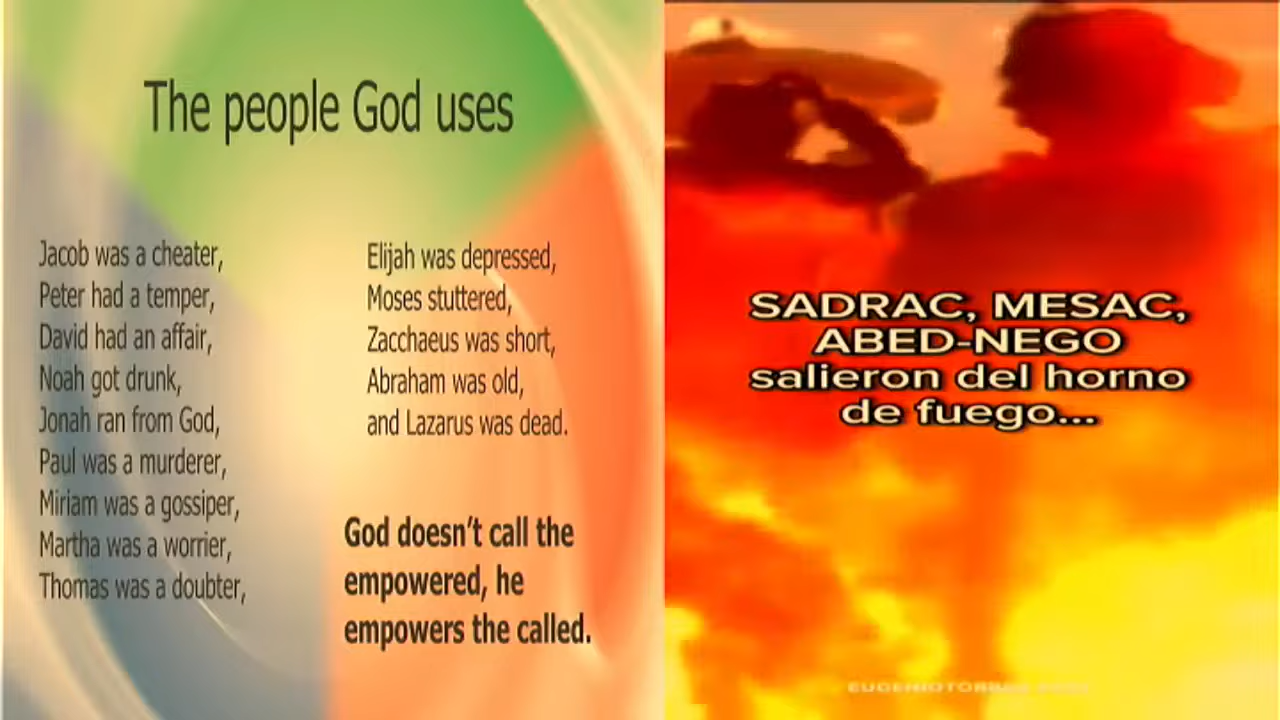 The people God uses
Jacob was a cheater,
Peter had a temper,
David had an affair,
Noah got drunk,
Jonah ran from God,
Paul was a murderer,
Miriam was a gossiper,
Martha was a worrier,
Thomas was a doubter,
Elijah was depressed,
Moses stuttered,
Zacchaeus was short,
Abraham was old,
and Lazarus was dead.
God doesn't call the
empowered, he
empowers the called.
SADRAC, MESAC,
ABED-NEGO
salieron del horno
de fuego...